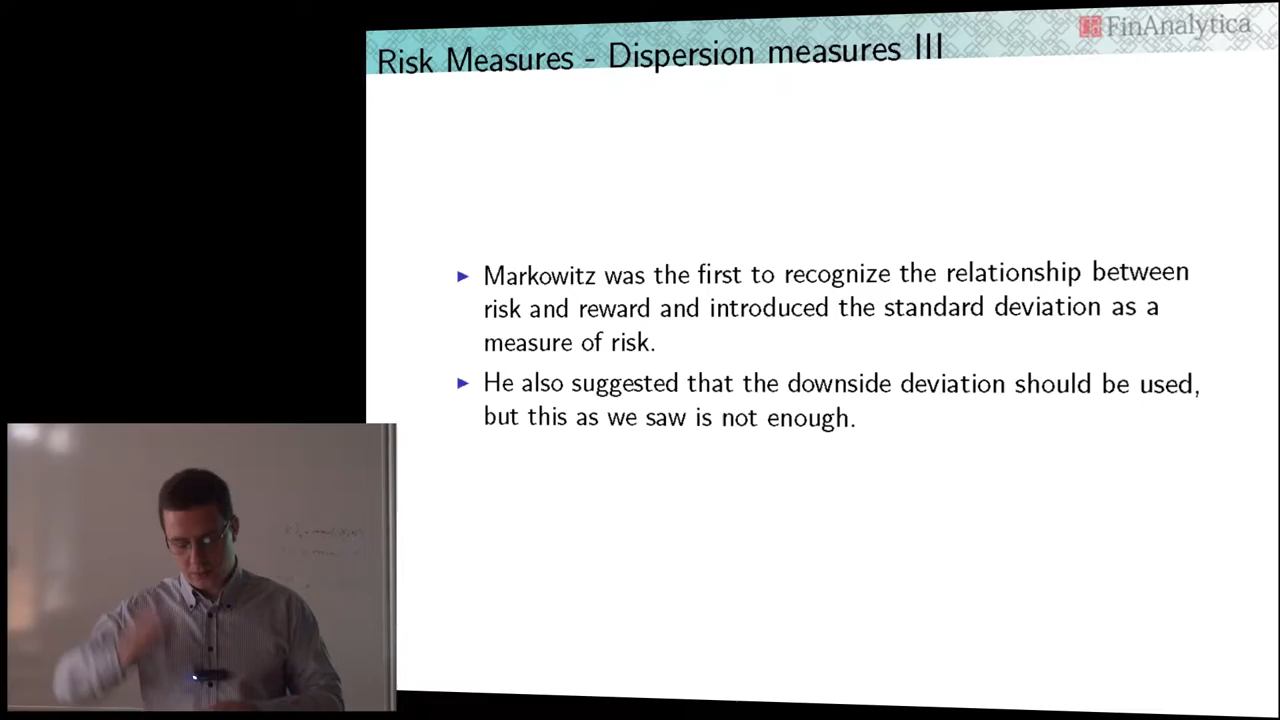 FinAnalytica
Risk Measures - Dispersion measures III
► Markowitz was the first to recognize the relationship between
risk and reward and introduced the standard deviation as a
measure of risk.
► He also suggested that the downside deviation should be used,
but this as we saw is not enough.